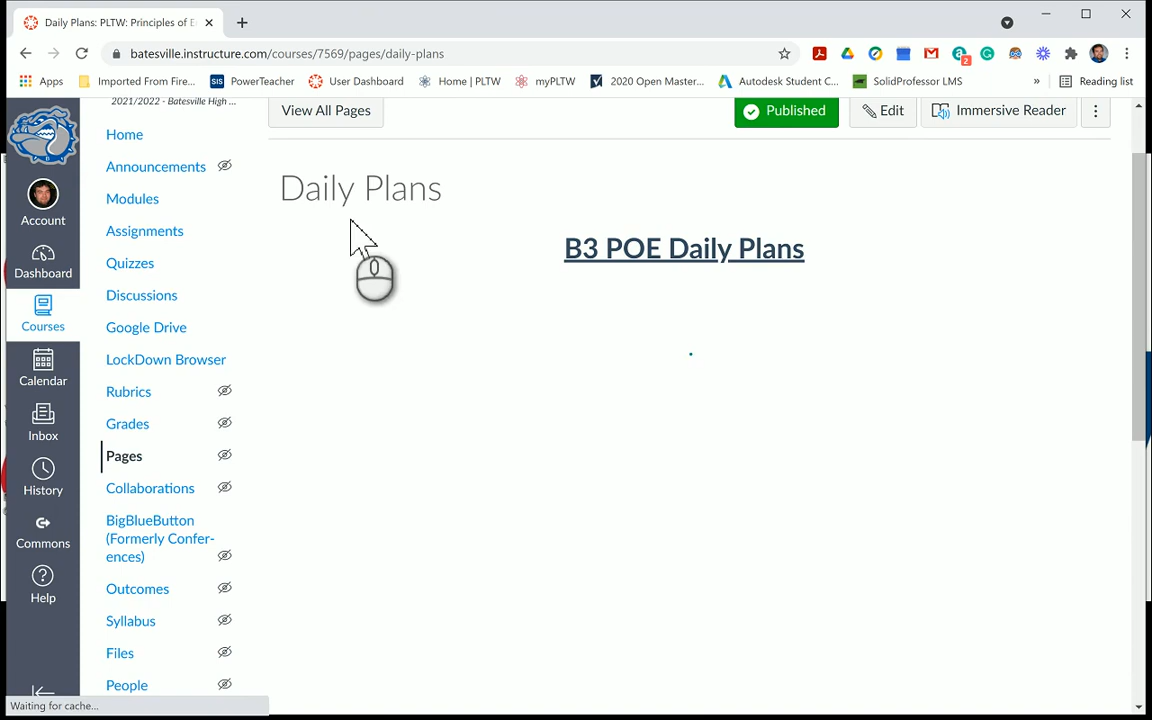 Daily Plans: PLTW: Principles of E
batesville.instructure.com/courses/7569/pages/daily-plans
2
Apps
Imported From Fire...
SIS
PowerTeacher
User Dashboard
Home | PLTW
myPLTW
2020 Open Master...
Autodesk Student C...
SolidProfessor LMS
»
Reading list
Account
Dashboard
Courses
Calendar
Inbox
History
Commons
Help
2021/2022 - Batesville High ...
Home
Announcements
Modules
Assignments
Quizzes
Discussions
Google Drive
LockDown Browser
Rubrics
Grades
Pages
Collaborations
BigBlueButton
(Formerly Confer-
ences)
Outcomes
Syllabus
Files
People
View All Pages
Published
Edit
Immersive Reader
Daily Plans
B3 POE Daily Plans
Waiting for cache...